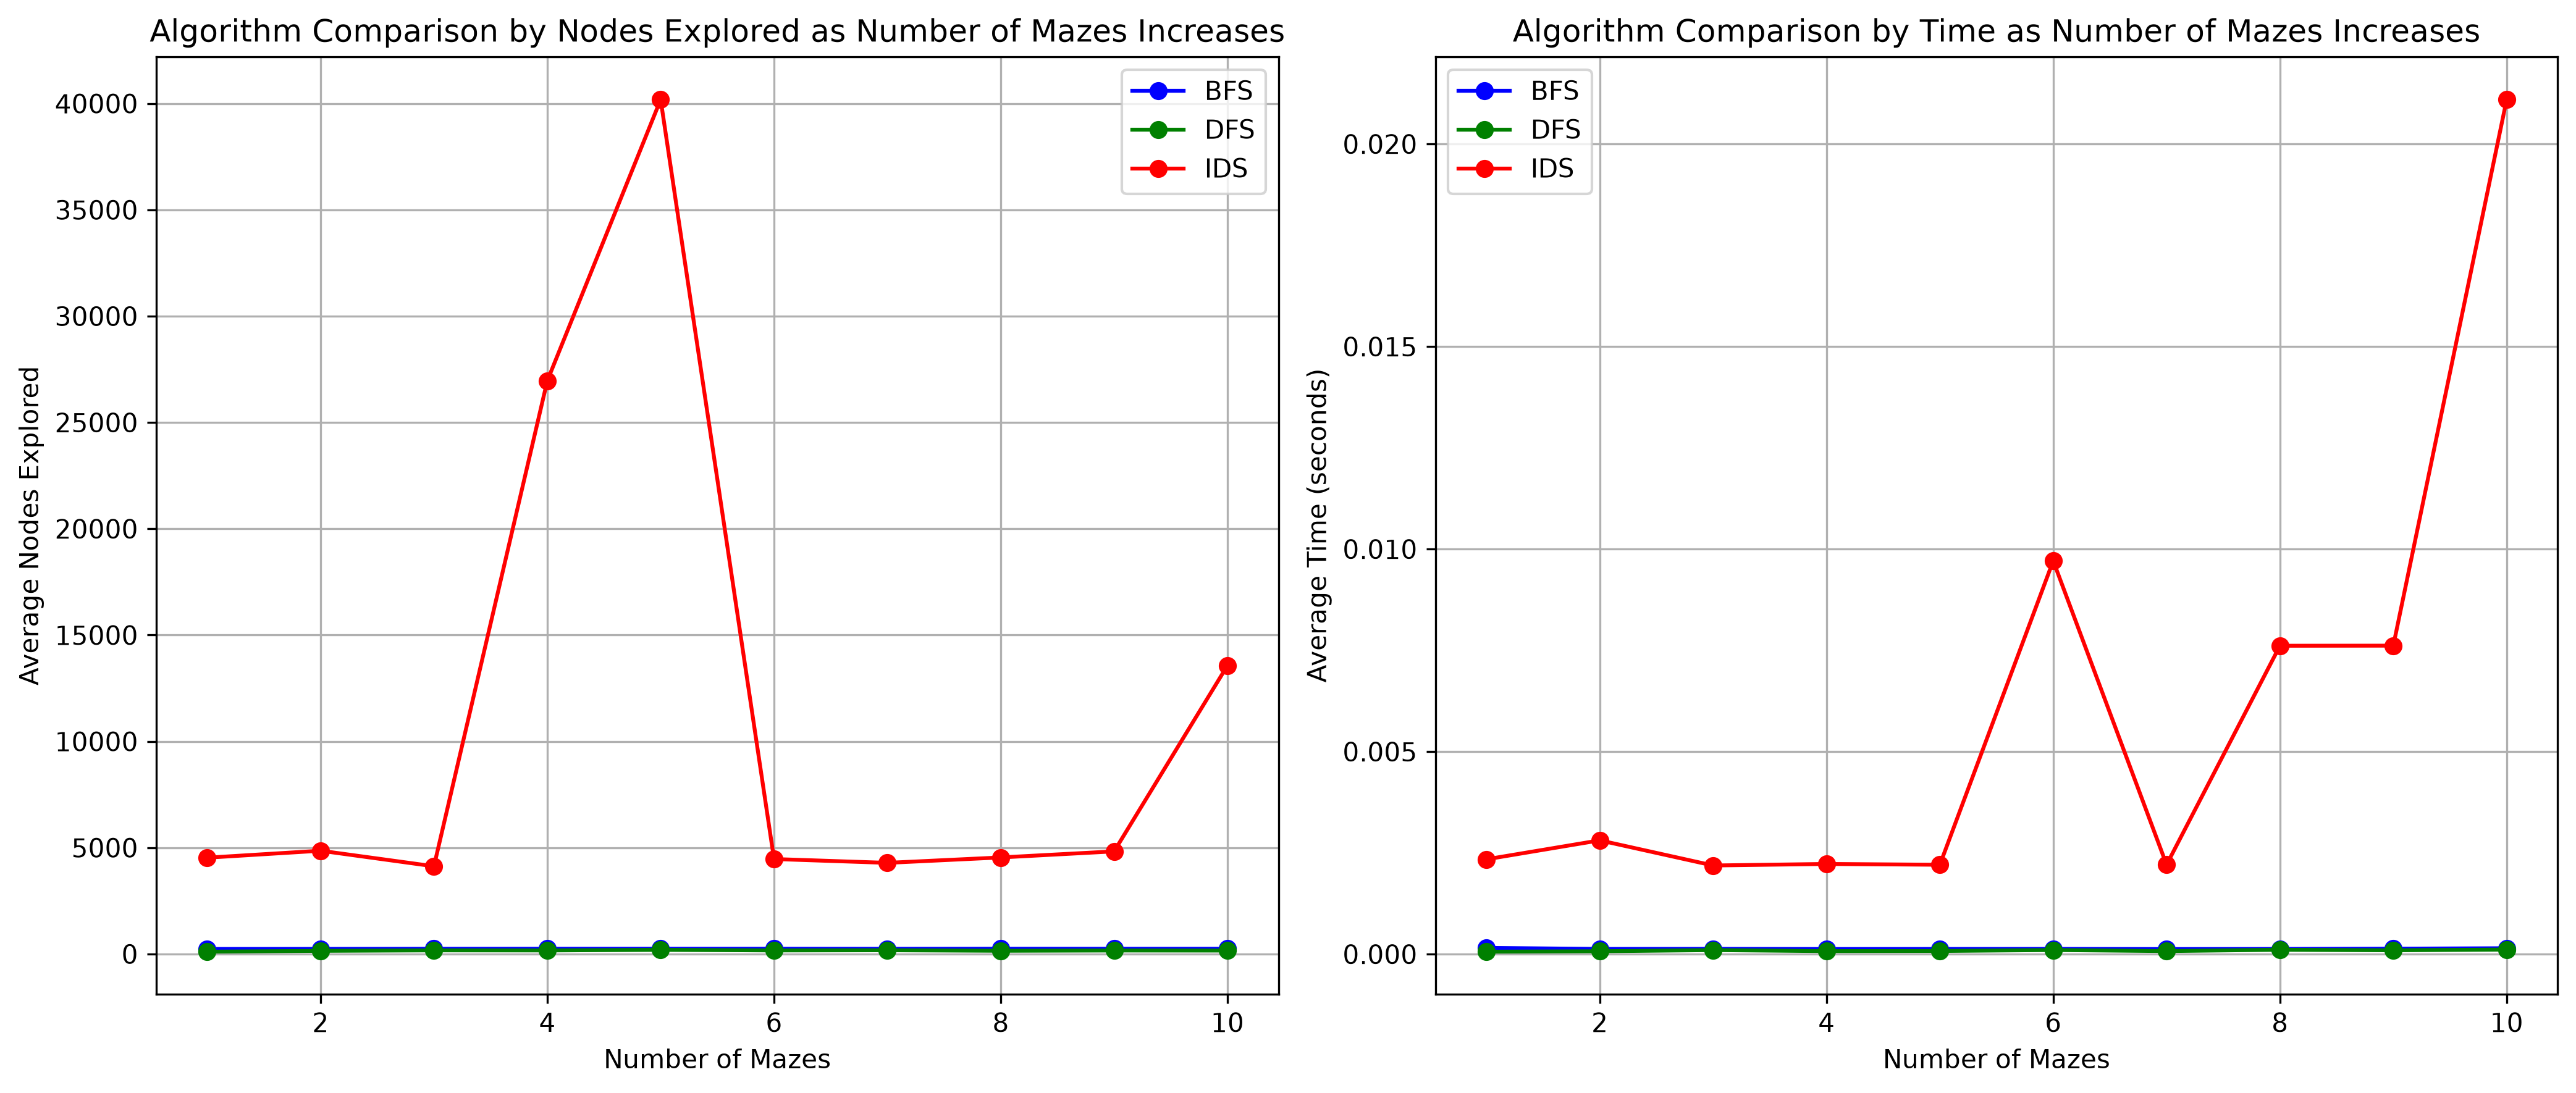 Algorithm Comparison by Nodes Explored as Number of Mazes Increases
40000
35000
30000
25000
20000
15000
10000
5000
0
Average Nodes Explored
2
4
6
8
10
Number of Mazes
BFS
DFS
IDS
Algorithm Comparison by Time as Number of Mazes Increases
0.020
0.015
0.010
0.005
0.000
Average Time (seconds)
2
4
6
8
10
Number of Mazes
BFS
DFS
IDS